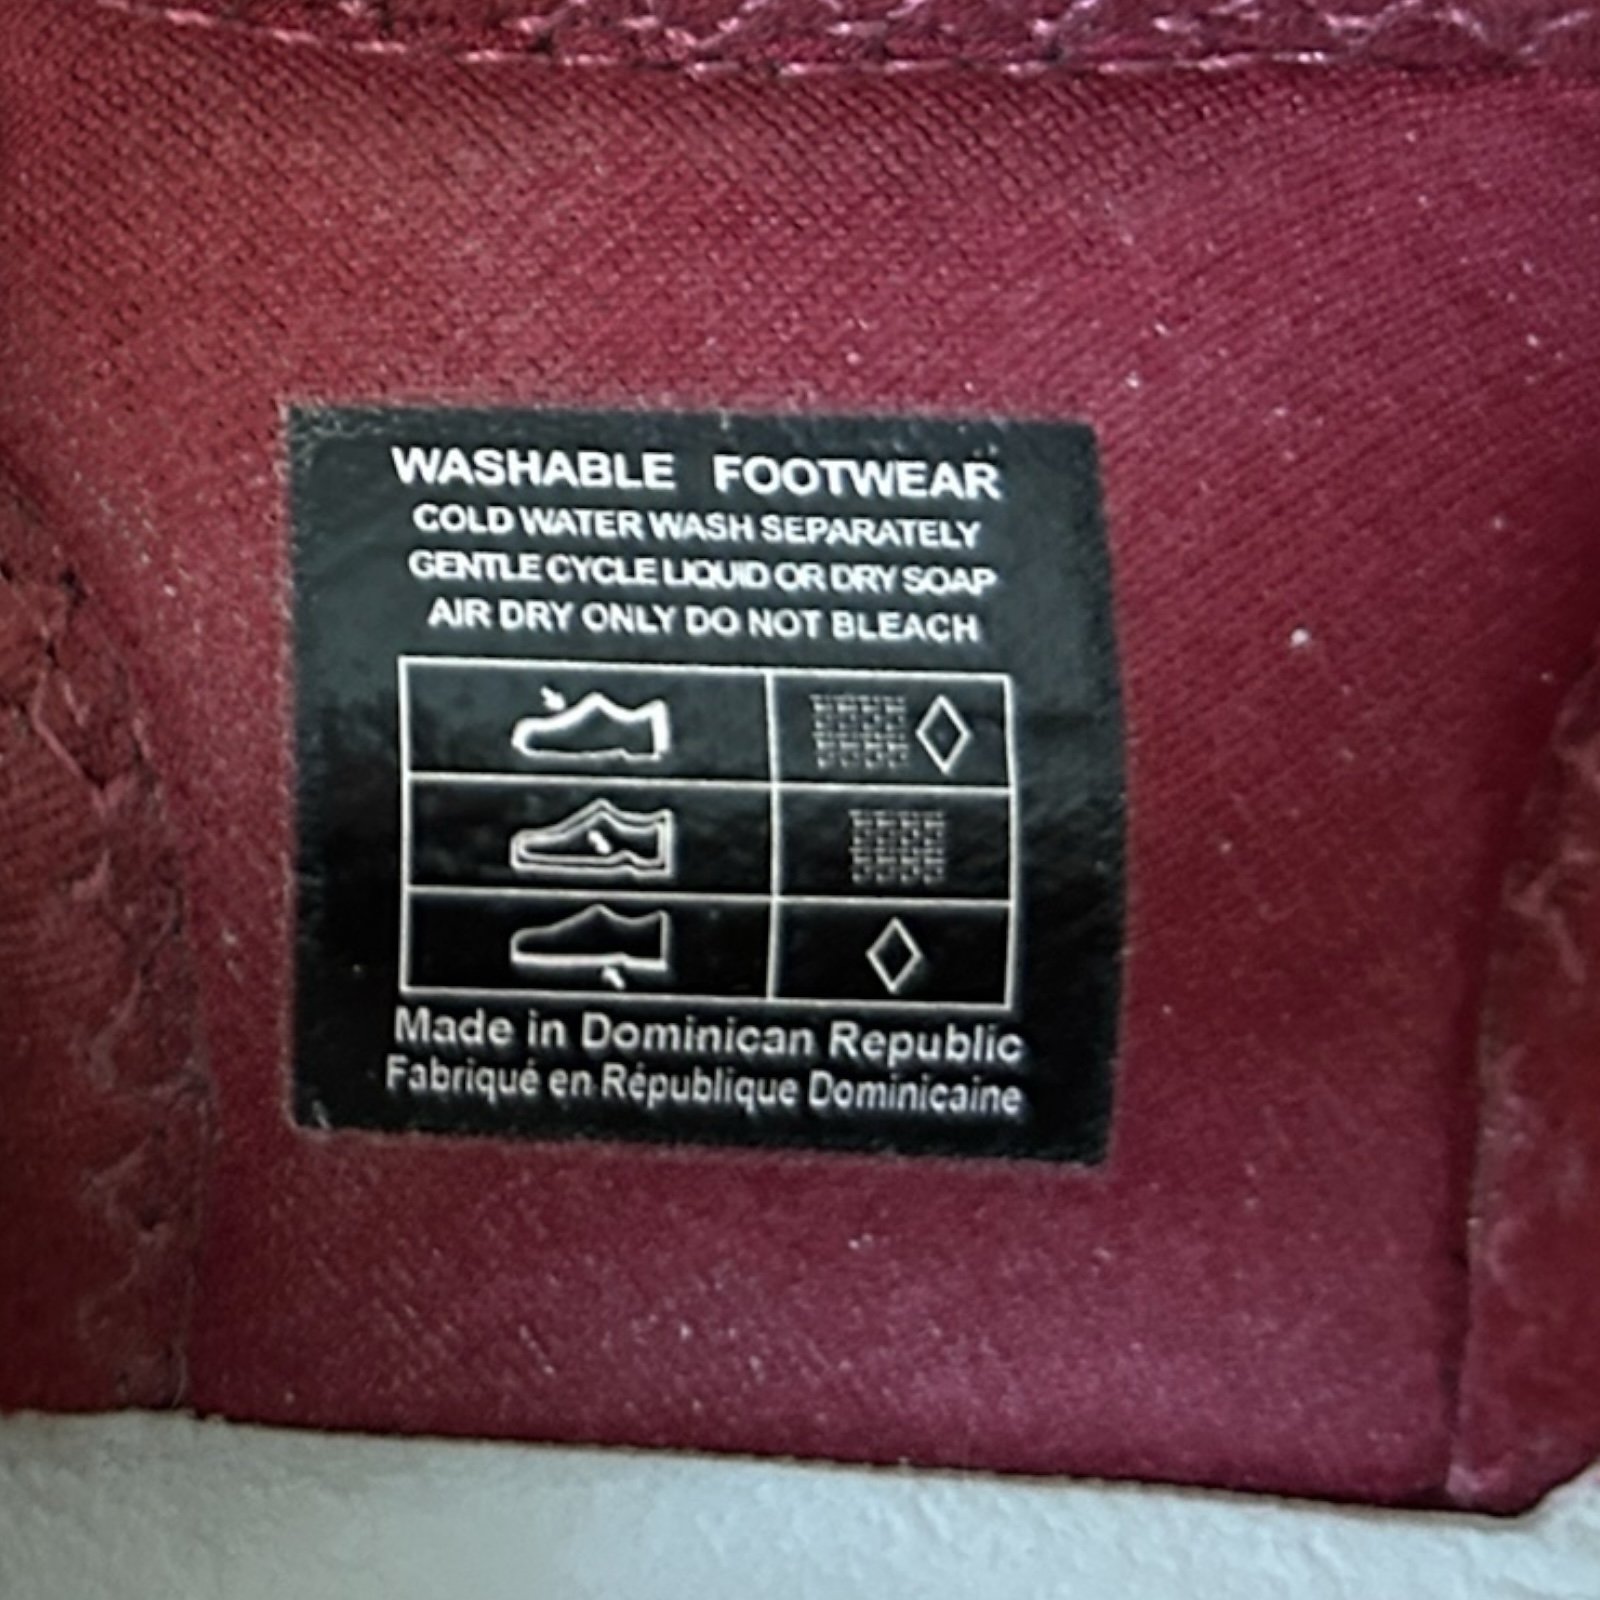 WASHABLE FOOTWEAR
COLD WATER WASH SEPARATELY
GENTLE CYCLE LIQUID OR DRY SOAP
AIR DRY ONLY DO NOT BLEACH
Made in Dominican Republic
Fabriqué en République Dominicaine